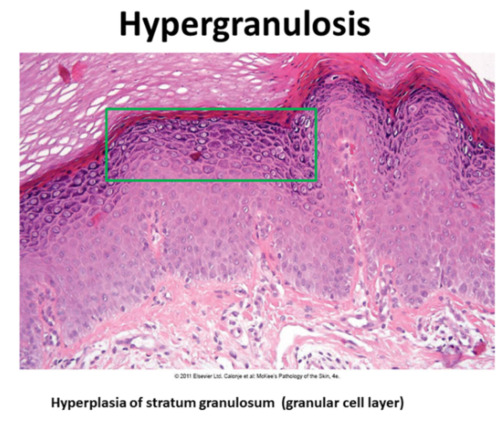 Hypergranulosis
© 2011 Elsevier Ltd. Calonje et al: McKee's Pathology of the Skin, 4e.
Hyperplasia of stratum granulosum (granular cell layer)